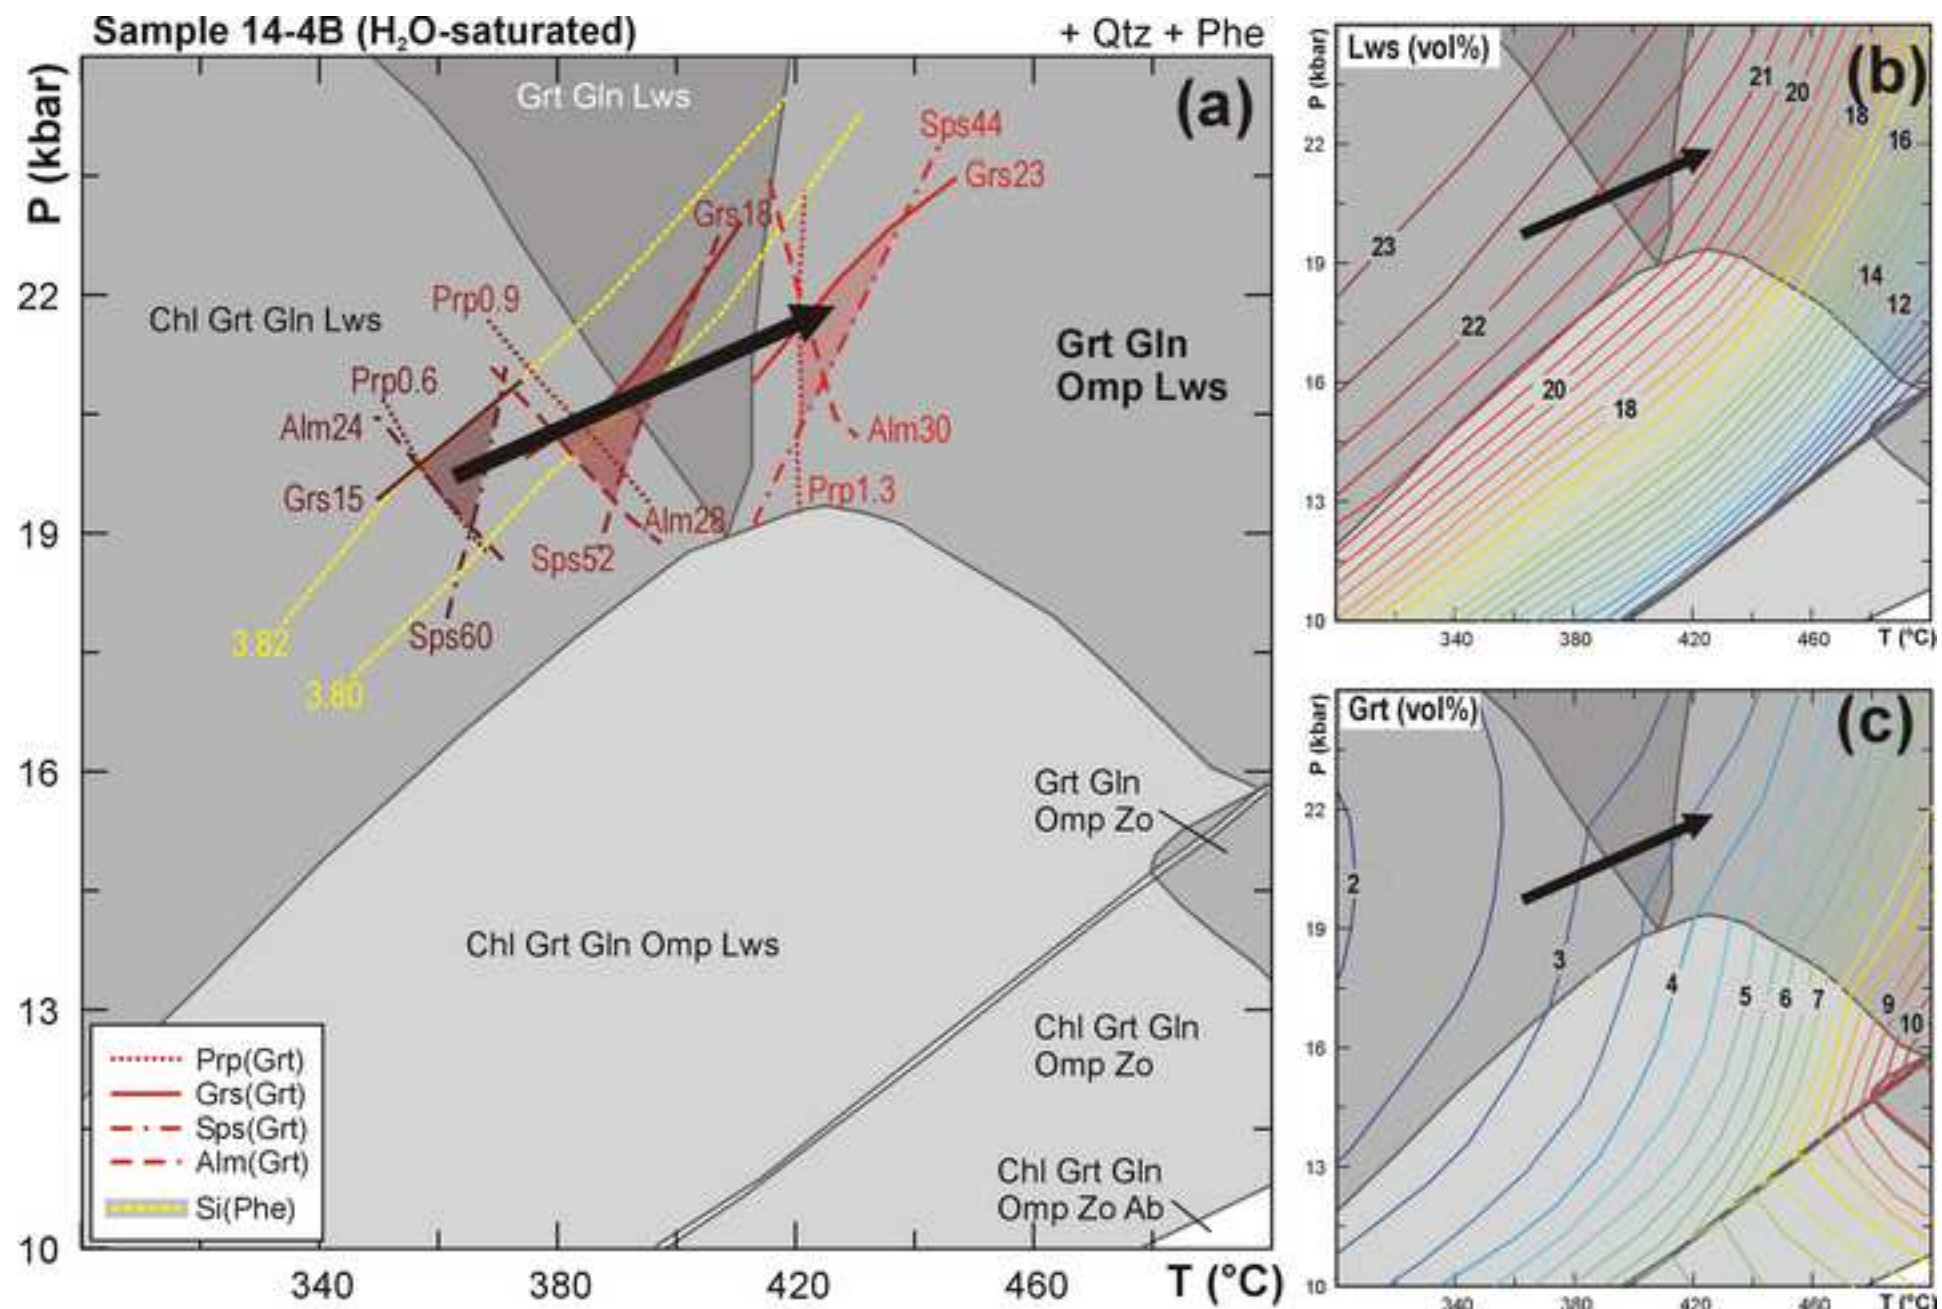 Sample 14-4B (H₂O-saturated)
+ Qtz + Phe
(a)
P (kbar)
22
19
16
13
10
340
380
420
460
T (°C)
Grt Gln Lws
Chl Grt Gln Lws
Grt Gln
Omp Lws
Sps44
Grs23
Grs18
Prp0.9
Prp0.6
Alm24
Grs15
Alm30
Prp1.3
Alm28
Sps52
Sps60
3.82
3.80
Grt Gln
Omp Zo
Chl Grt Gln Omp Lws
Chl Grt Gln
Omp Zo
Chl Grt Gln
Omp Zo Ab
Prp(Grt)
Grs(Grt)
Sps(Grt)
Alm(Grt)
Si(Phe)
Lws (vol%)
(b)
P (kbar)
22
19
16
13
10
21
20
18
16
23
22
14
12
20
18
340
380
420
460
T (°C)
Grt (vol%)
(c)
P (kbar)
22
19
16
13
10
2
3
4
5
6
7
9
10
340
380
420
460
T (°C)